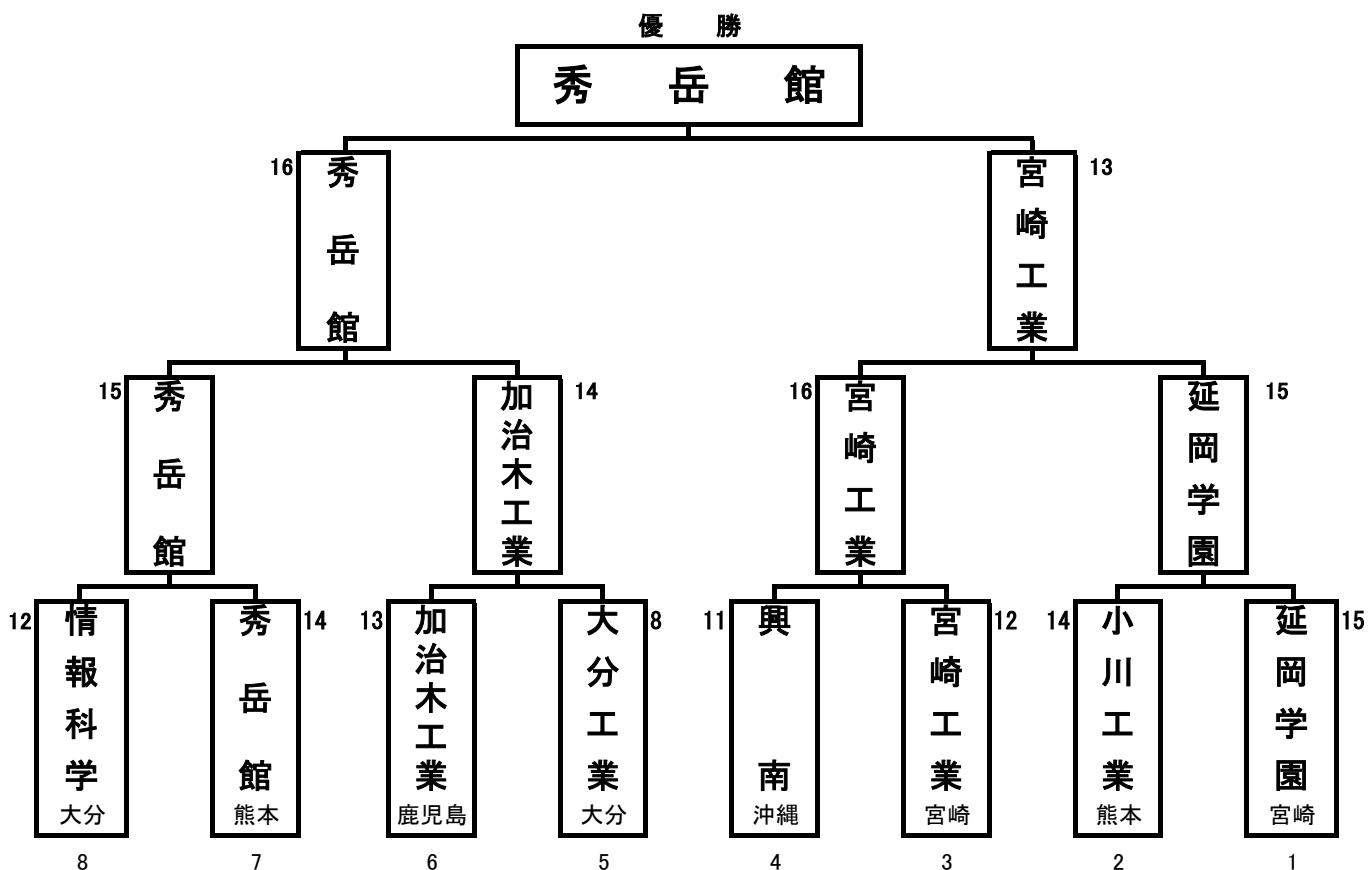 優 勝
秀 岳 館
16 秀岳館
宮崎工業 13
15 秀岳館
加治木工業 14
16 宮崎工業
延岡学園 15
12 情報科学 大分
秀岳館 熊本 14
13 加治木工業 鹿児島
大分工業 大分 8
11 興南 沖縄
宮崎工業 宮崎 12
14 小川工業 熊本
延岡学園 宮崎 15
8 7 6 5 4 3 2 1